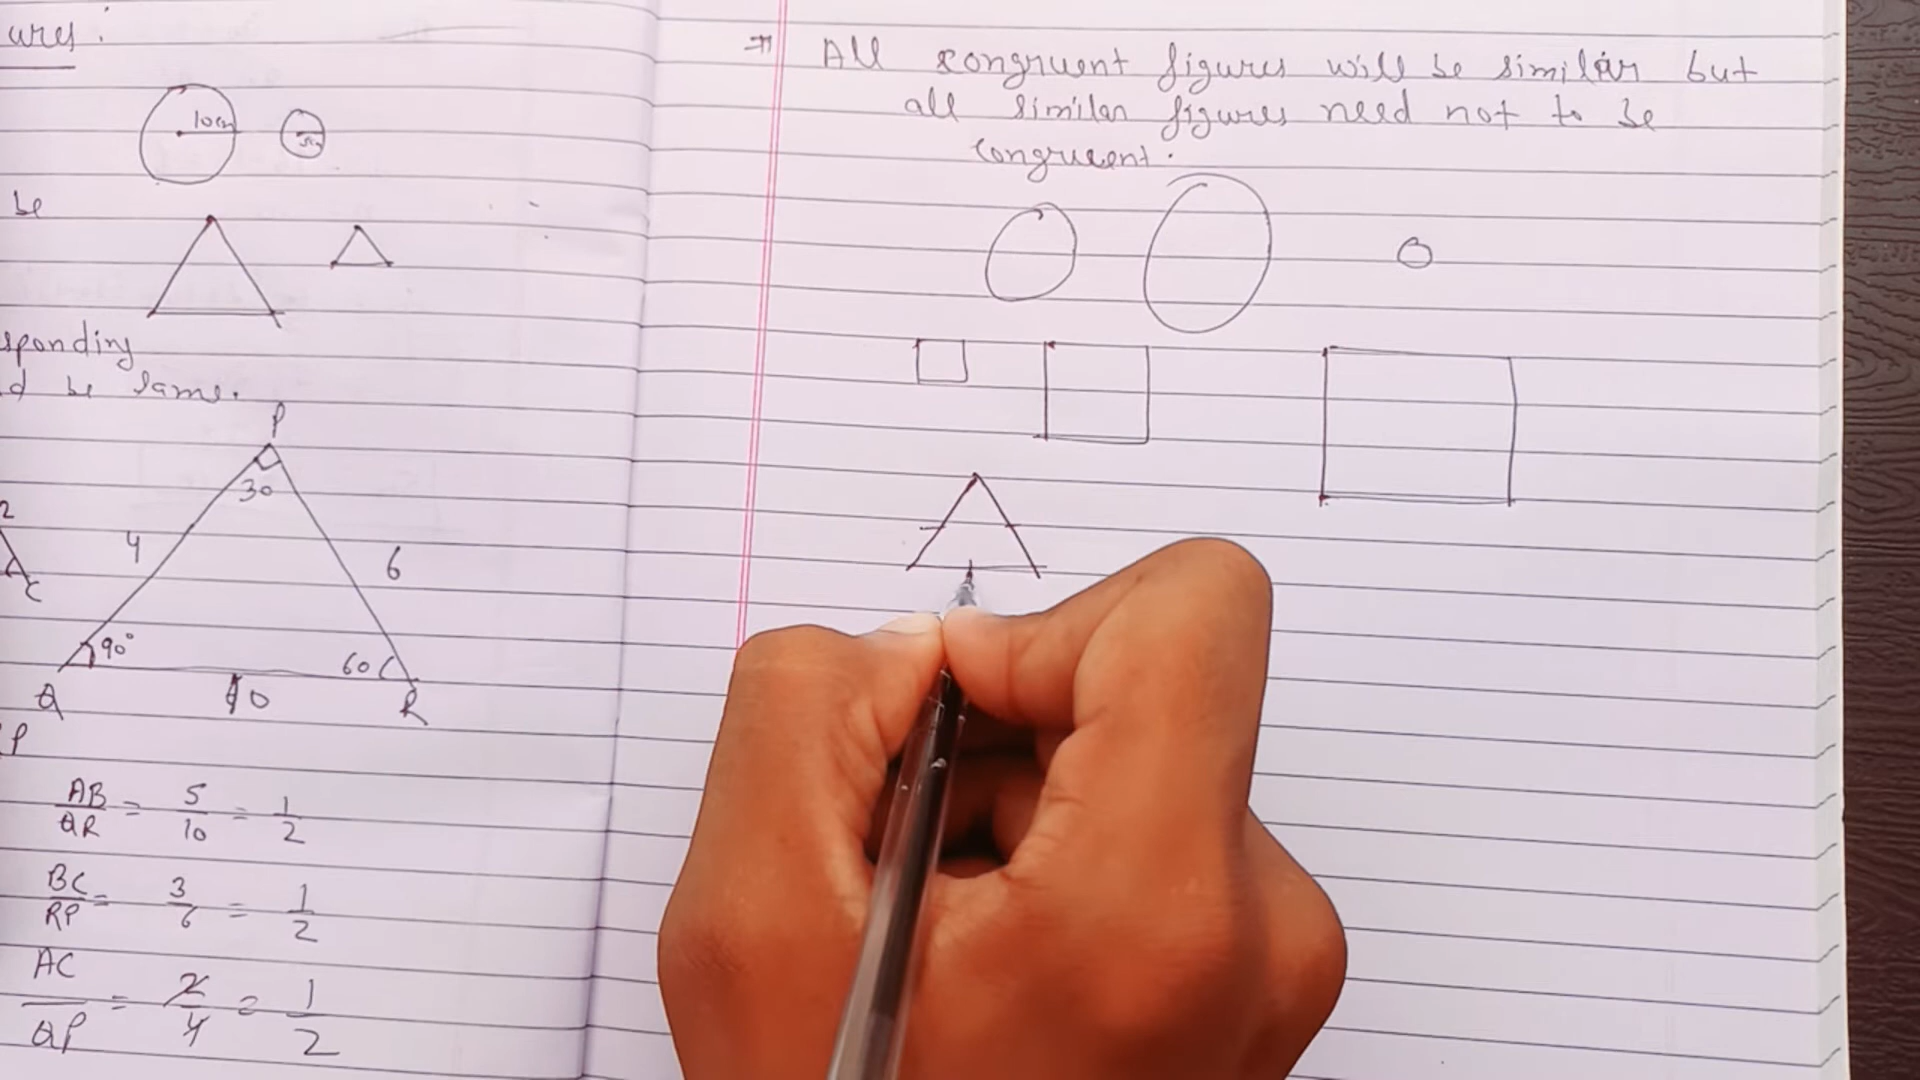 ures :
10cm
be
sponding
d be same.
P
30
2
4
6
C
90°
60
Q
10
R
P
AB/QR = 5/10 = 1/2
BC/RP = 3/6 = 1/2
AC/QP = 2/4 = 1/2
⇒ All congruent figures will be similar but
all similar figures need not to be
congruent.